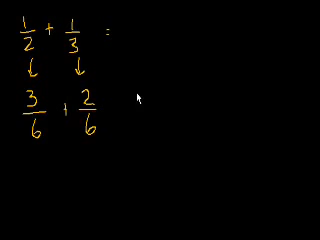 1/2 + 1/3 =
↓ ↓
3/6 + 2/6